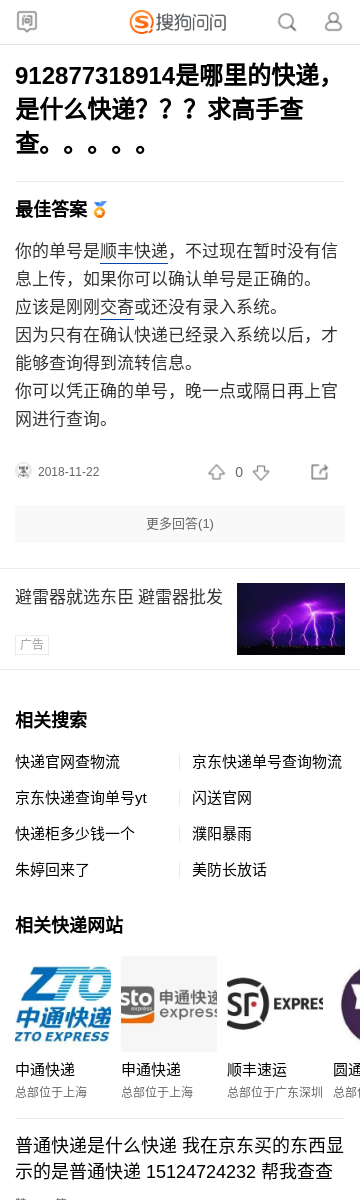 问
搜狗问问
912877318914是哪里的快递，
是什么快递？？？求高手查
查。。。。。
最佳答案
你的单号是顺丰快递，不过现在暂时没有信
息上传，如果你可以确认单号是正确的。
应该是刚刚交寄或还没有录入系统。
因为只有在确认快递已经录入系统以后，才
能够查询得到流转信息。
你可以凭正确的单号，晚一点或隔日再上官
网进行查询。
2018-11-22 0
更多回答(1)
避雷器就选东臣 避雷器批发
广告
相关搜索
快递官网查物流 京东快递单号查询物流
京东快递查询单号yt 闪送官网
快递柜多少钱一个 濮阳暴雨
朱婷回来了 美防长放话
相关快递网站
ZTO
中通快递
ZTO EXPRESS
sto
express
申通快递
express
SF EXPRESS
中通快递 申通快递 顺丰速运 圆通
总部位于上海 总部位于上海 总部位于广东深圳 总部
普通快递是什么快递 我在京东买的东西显
示的是普通快递 15124724232 帮我查查